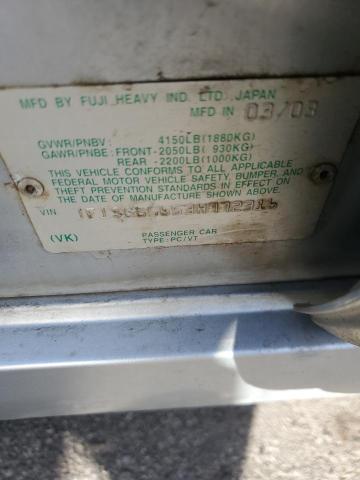 MFD BY FUJI HEAVY IND. LTD. JAPAN
MFD IN 03/03
GVWR/PNBV : 4150LB(1880KG)
GAWR/PNBE: FRONT-2050LB( 930KG)
REAR -2200LB(1000KG)
THIS VEHICLE CONFORMS TO ALL APPLICABLE
FEDERAL MOTOR VEHICLE SAFETY, BUMPER, AND
THEFT PREVENTION STANDARDS IN EFFECT ON
THE DATE OF MANUFACTURE SHOWN ABOVE.
VIN
(VK) PASSENGER CAR
TYPE: PC/VT